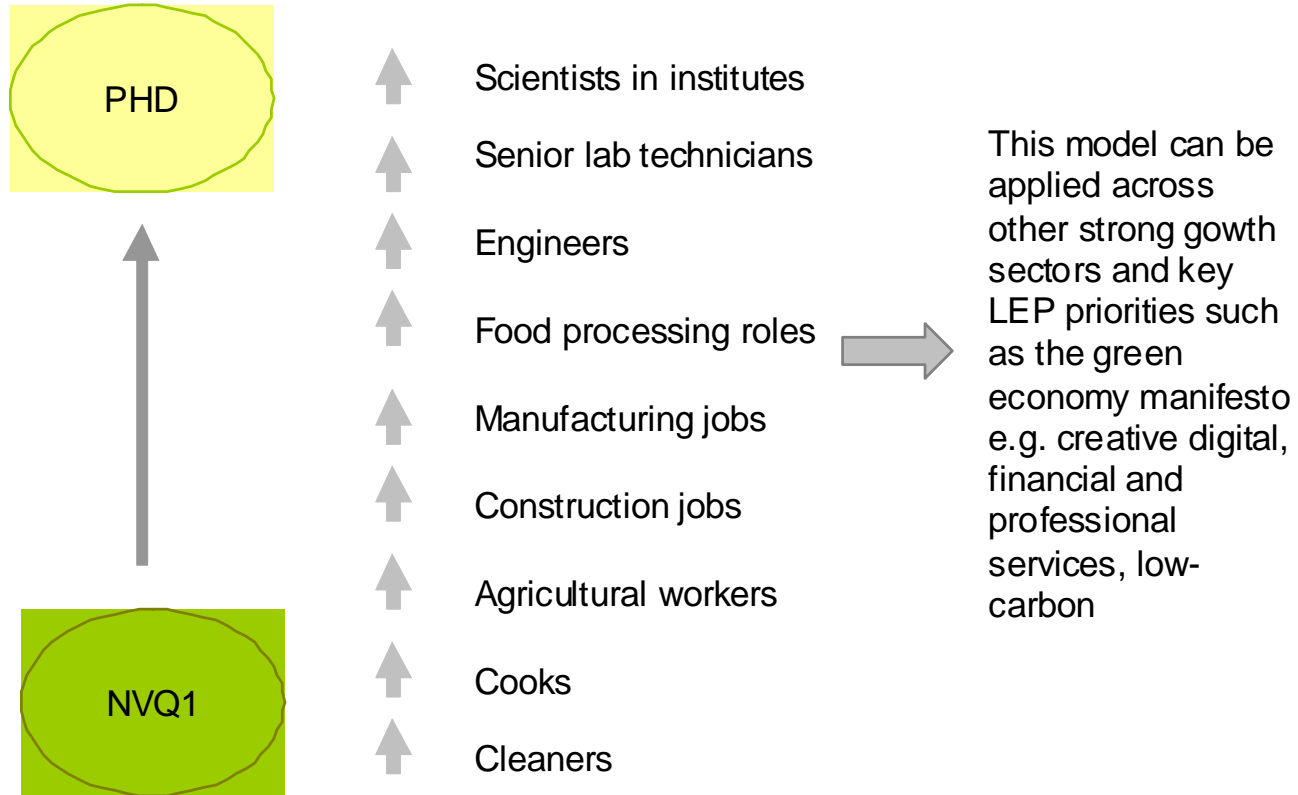 PHD
NVQ1
Scientists in institutes
Senior lab technicians
Engineers
Food processing roles
Manufacturing jobs
Construction jobs
Agricultural workers
Cooks
Cleaners
This model can be
applied across
other strong gowth
sectors and key
LEP priorities such
as the green
economy manifesto
e.g. creative digital,
financial and
professional
services, low-
carbon